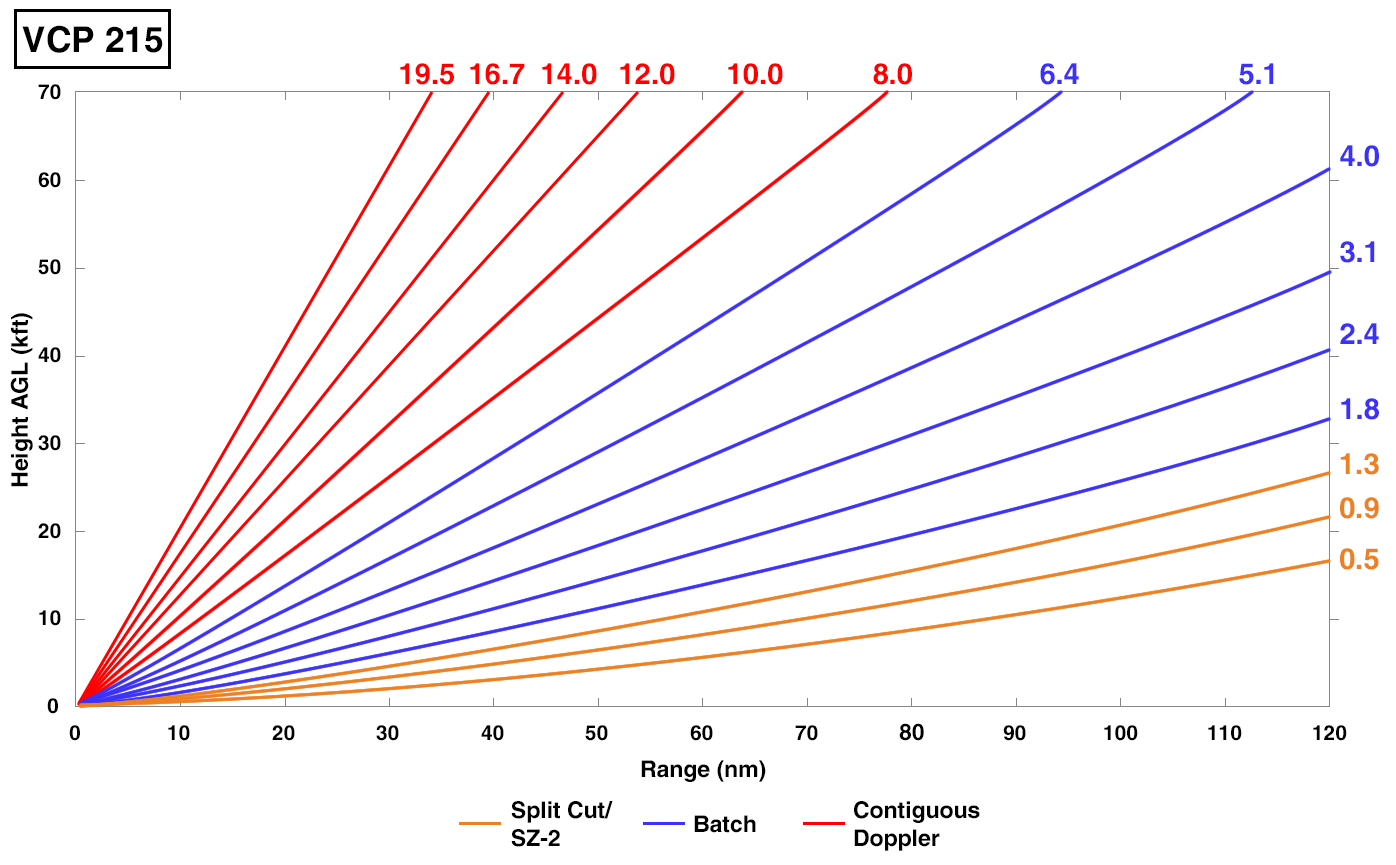 VCP 215
19.5 16.7 14.0 12.0 10.0 8.0 6.4 5.1
70
60
50
40
30
20
10
0
Height AGL (kft)
4.0
3.1
2.4
1.8
1.3
0.9
0.5
0 10 20 30 40 50 60 70 80 90 100 110 120
Range (nm)
Split Cut/
SZ-2
Batch
Contiguous
Doppler